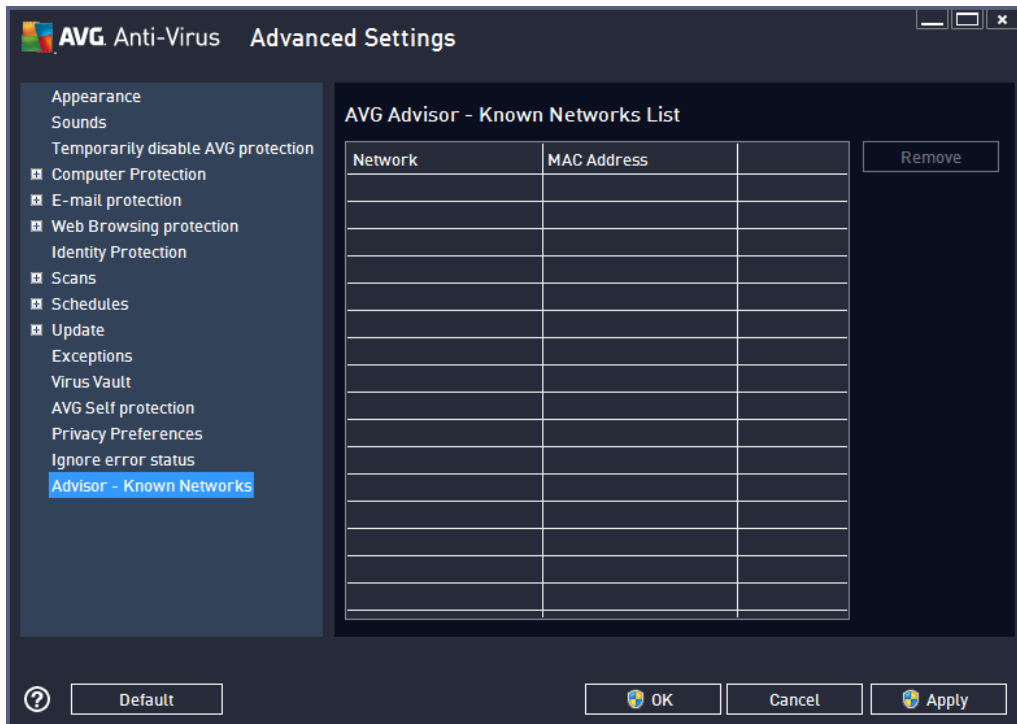 AVG Anti-Virus Advanced Settings
Appearance
Sounds
Temporarily disable AVG protection
Computer Protection
E-mail protection
Web Browsing protection
Identity Protection
Scans
Schedules
Update
Exceptions
Virus Vault
AVG Self protection
Privacy Preferences
Ignore error status
Advisor - Known Networks
AVG Advisor - Known Networks List
Network MAC Address
Remove
? Default OK Cancel Apply